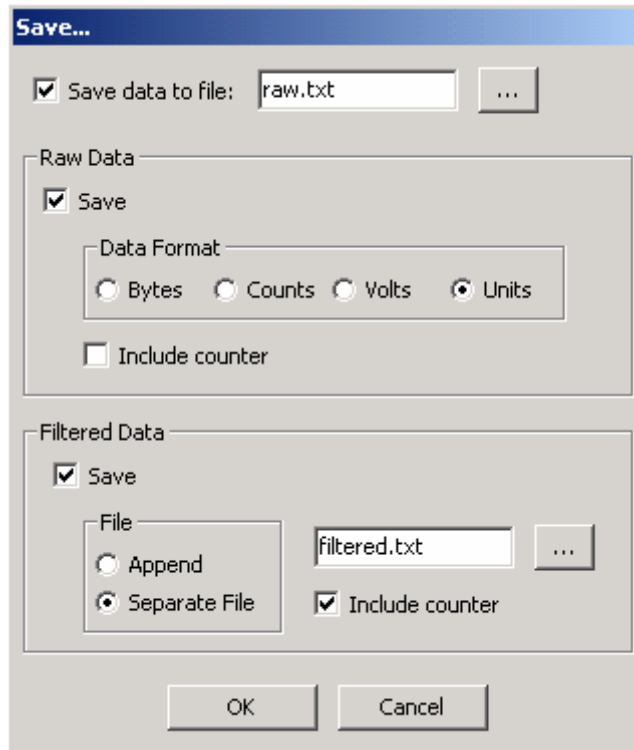 Save...
Save data to file: raw.txt ...
Raw Data
Save
Data Format
Bytes Counts Volts Units
Include counter
Filtered Data
Save
File
filtered.txt ...
Append
Separate File Include counter
OK Cancel